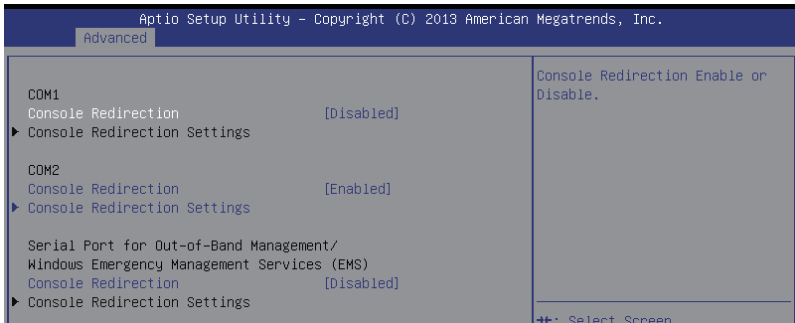 Aptio Setup Utility – Copyright (C) 2013 American Megatrends, Inc.
Advanced
COM1
Console Redirection [Disabled]
Console Redirection Settings
COM2
Console Redirection [Enabled]
Console Redirection Settings
Serial Port for Out-of-Band Management/
Windows Emergency Management Services (EMS)
Console Redirection [Disabled]
Console Redirection Settings
Console Redirection Enable or
Disable.
: Select Screen